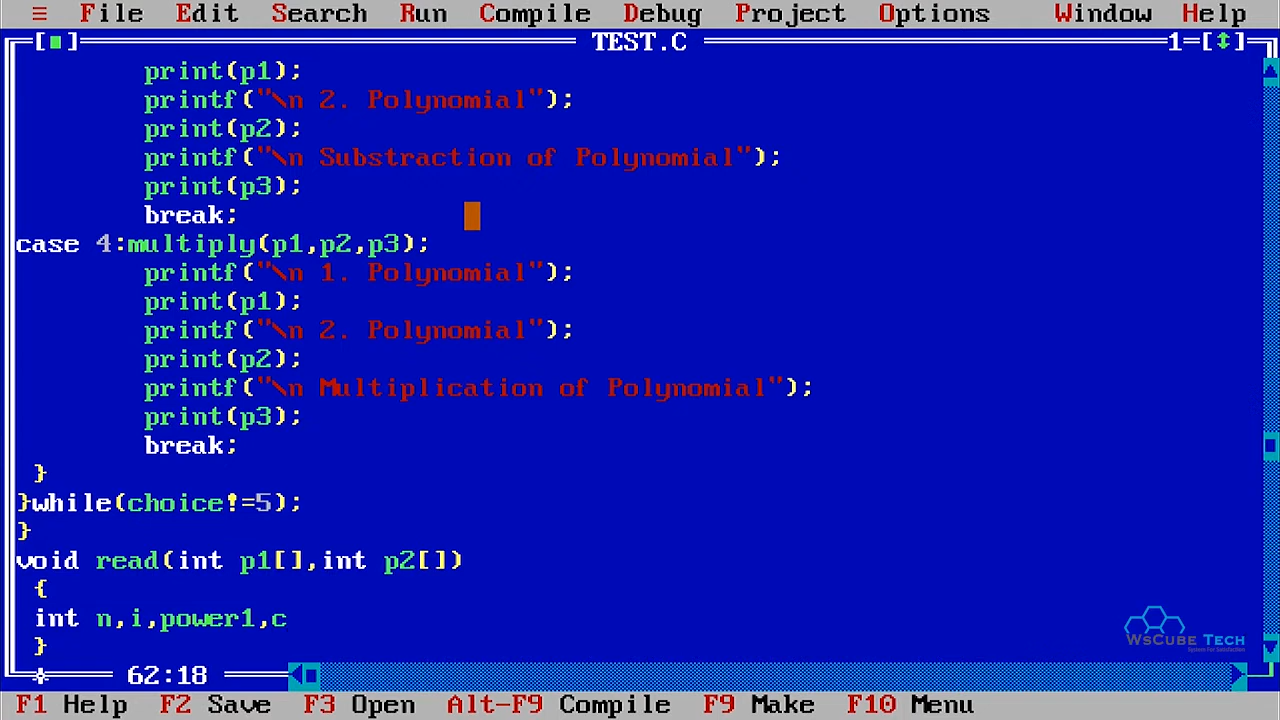 ≡ File Edit Search Run Compile Debug Project Options Window Help
[■] TEST.C 1=[↕]
print(p1);
printf("\n 2. Polynomial");
print(p2);
printf("\n Substraction of Polynomial");
print(p3);
break;
case 4:multiply(p1,p2,p3);
printf("\n 1. Polynomial");
print(p1);
printf("\n 2. Polynomial");
print(p2);
printf("\n Multiplication of Polynomial");
print(p3);
break;
}
}while(choice!=5);
}
void read(int p1[],int p2[])
{
int n,i,power1,c
}
WsCube Tech
System For Satisfaction
62:18
F1 Help F2 Save F3 Open Alt-F9 Compile F9 Make F10 Menu